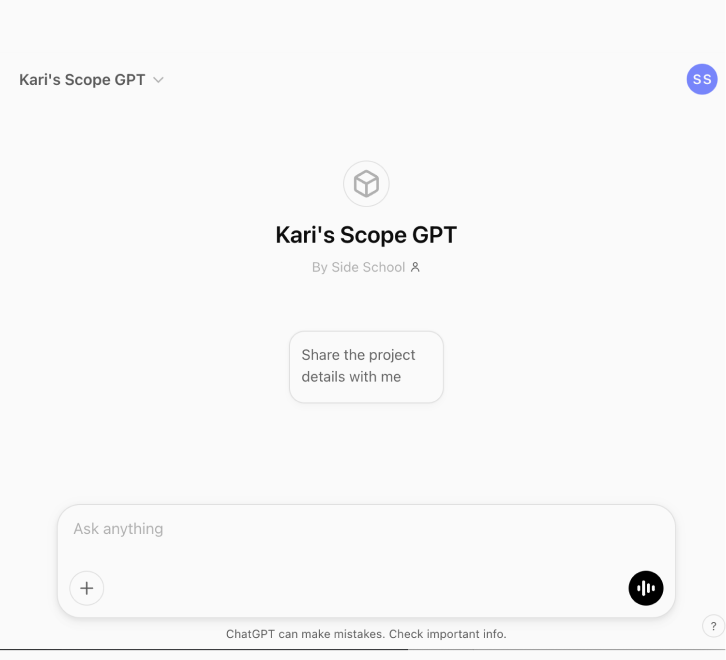 Kari's Scope GPT
SS
Kari's Scope GPT
By Side School
Share the project
details with me
Ask anything
ChatGPT can make mistakes. Check important info.
?